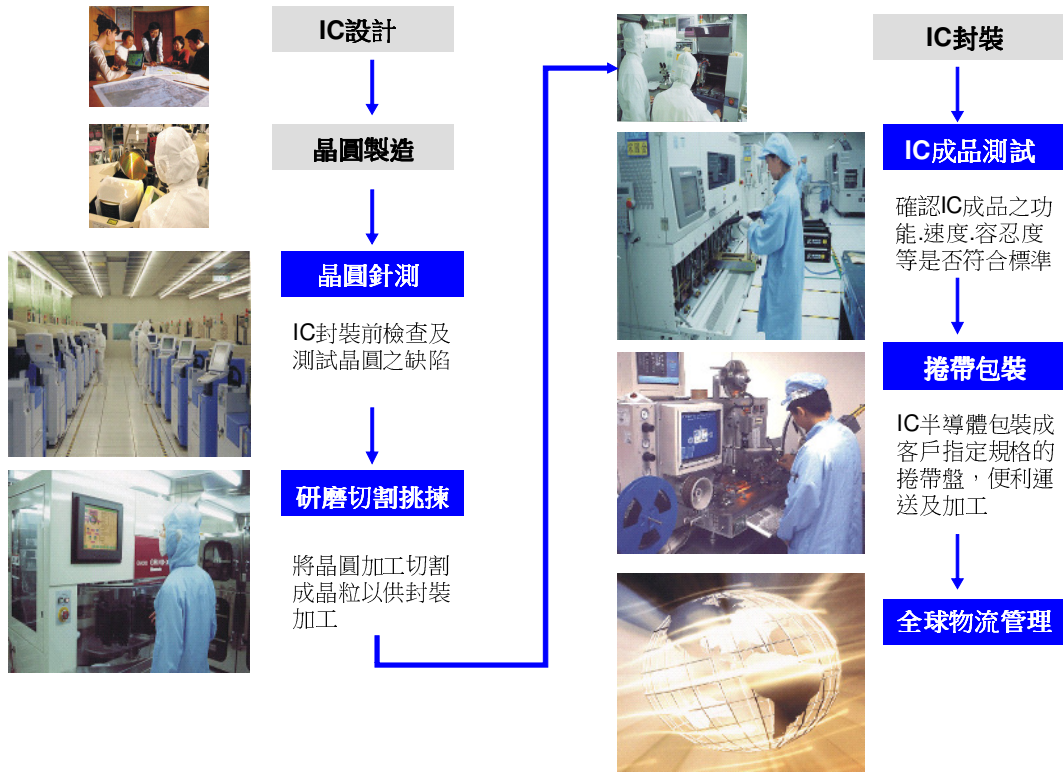 IC設計
晶圓製造
晶圓針測
IC封裝前檢查及
測試晶圓之缺陷
研磨切割挑揀
將晶圓加工切割
成晶粒以供封裝
加工
IC封裝
IC成品測試
確認IC成品之功
能.速度.容忍度
等是否符合標準
捲帶包裝
IC半導體包裝成
客戶指定規格的
捲帶盤，便利運
送及加工
全球物流管理